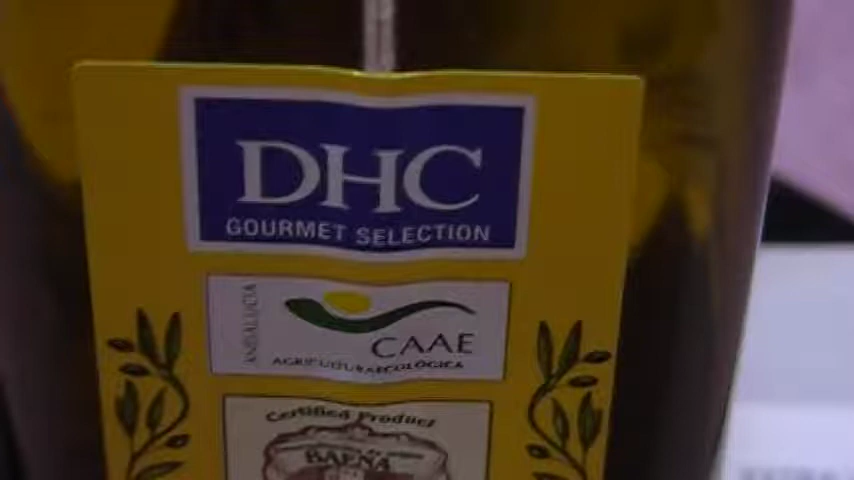 DHC
GOURMET SELECTION
ANDALUCIA
CAAE
AGRICULTURA ECOLÓGICA
Certified Product
BAENA